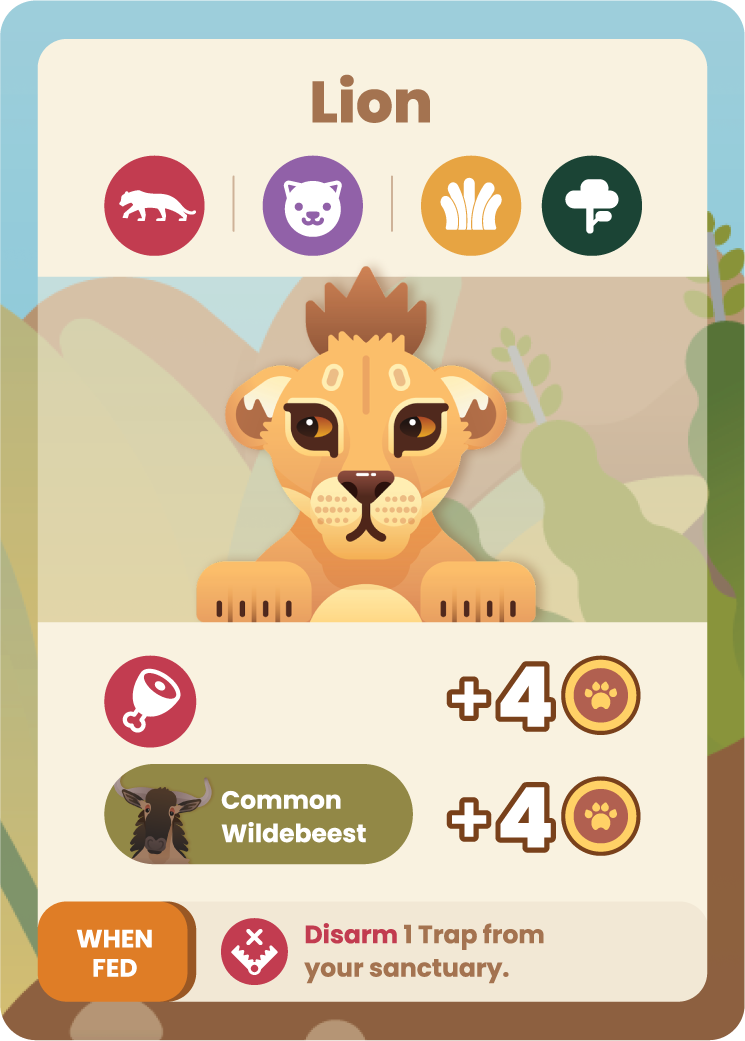 Lion
+4
Common
Wildebeest
+4
WHEN
FED
Disarm 1 Trap from
your sanctuary.